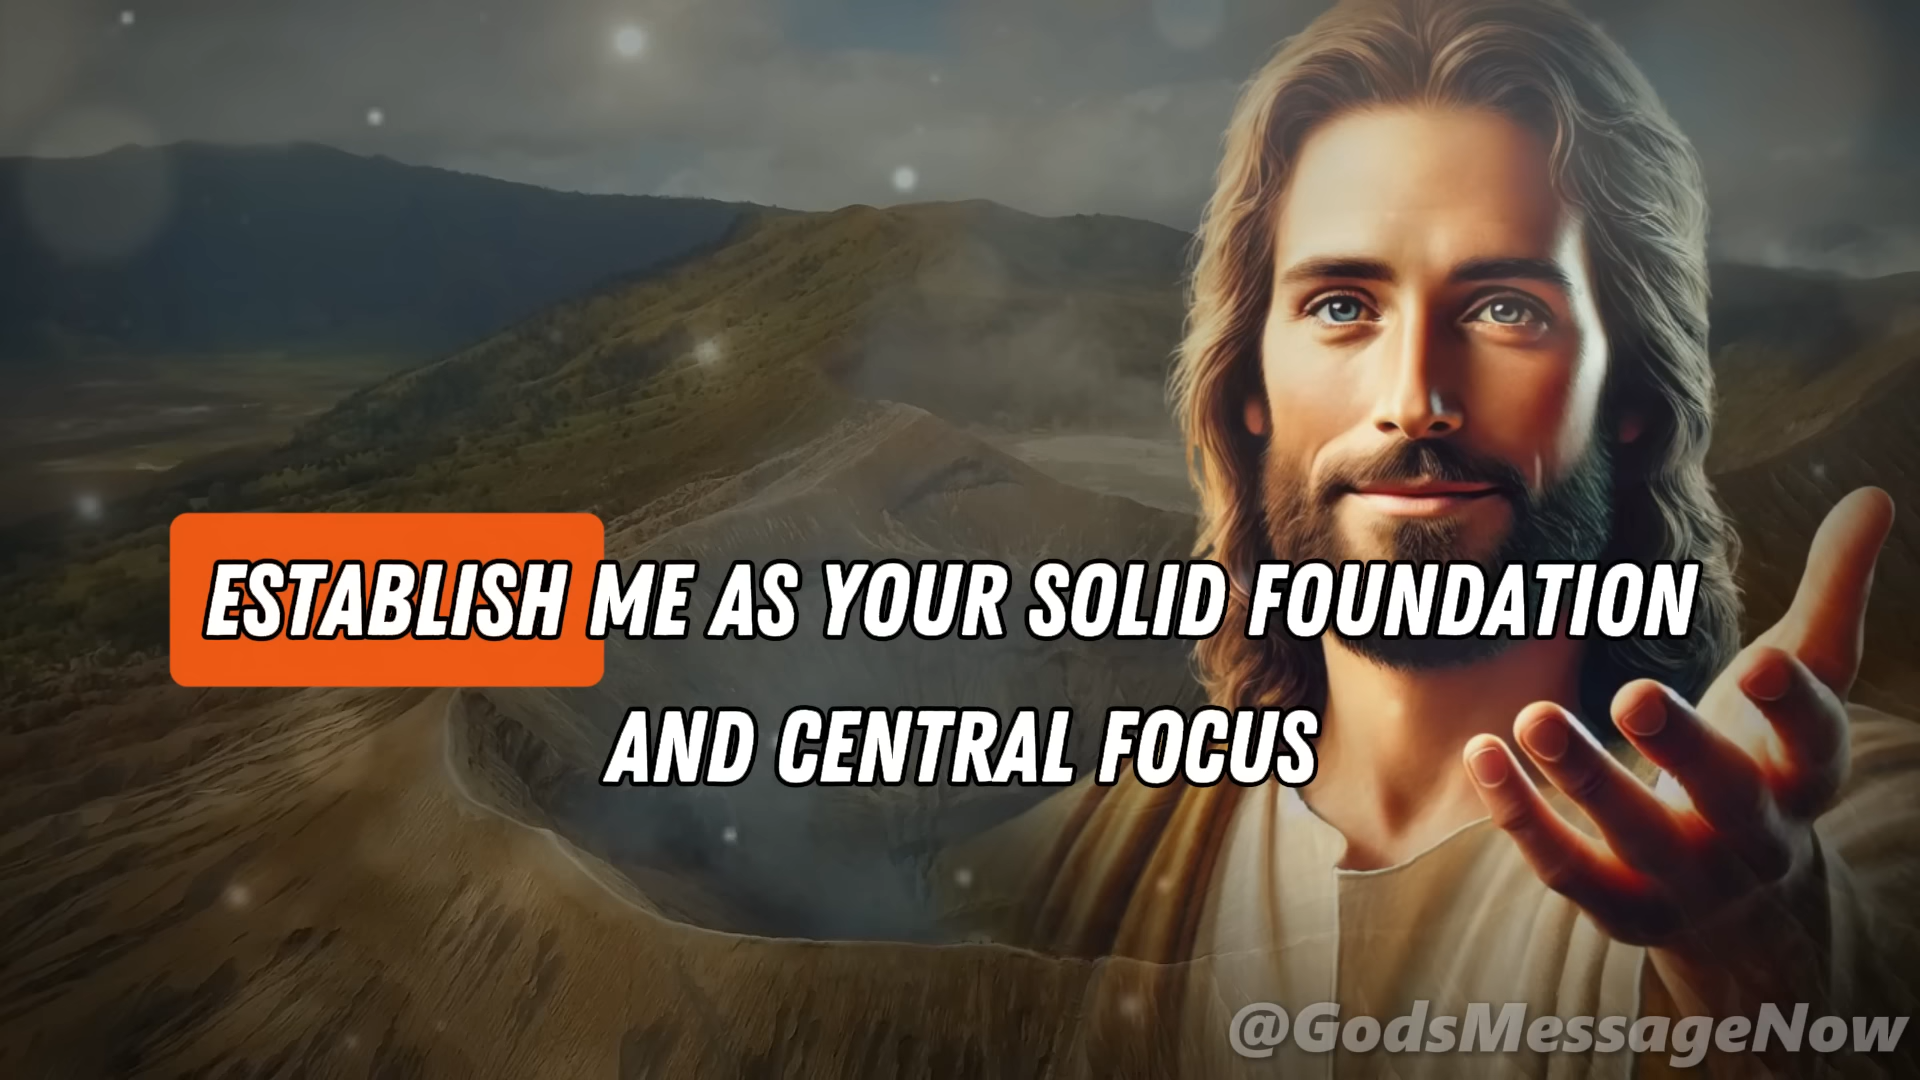 ESTABLISH ME AS YOUR SOLID FOUNDATION
AND CENTRAL FOCUS
@GodsMessageNow